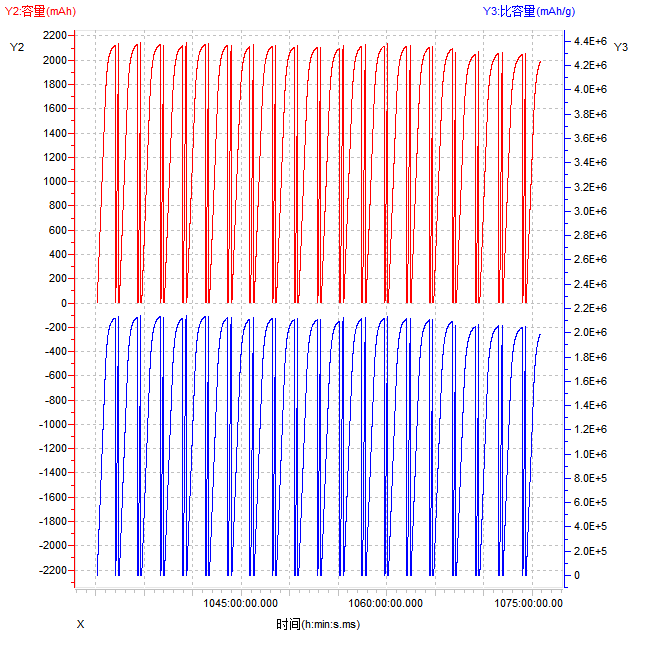 Y2:容量(mAh) Y3:比容量(mAh/g)
Y2 Y3
2200
2000
1800
1600
1400
1200
1000
800
600
400
200
0
-200
-400
-600
-800
-1000
-1200
-1400
-1600
-1800
-2000
-2200
4.4E+6
4.2E+6
4.0E+6
3.8E+6
3.6E+6
3.4E+6
3.2E+6
3.0E+6
2.8E+6
2.6E+6
2.4E+6
2.2E+6
2.0E+6
1.8E+6
1.6E+6
1.4E+6
1.2E+6
1.0E+6
8.0E+5
6.0E+5
4.0E+5
2.0E+5
0
1045:00:00.000 1060:00:00.000 1075:00:00.00
X 时间(h:min:s.ms)